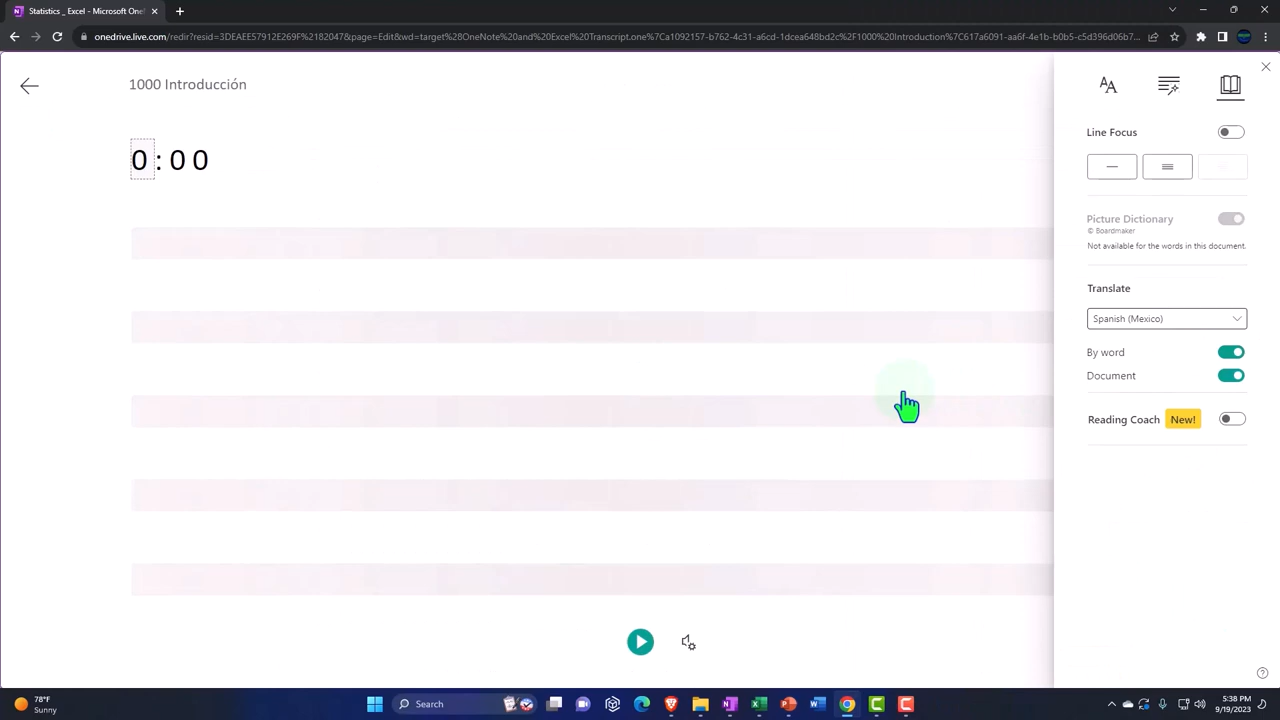 Statistics _ Excel - Microsoft One
onedrive.live.com/redir?resid=3DEAEE57912E269F%2182047&page=Edit&wd=target%28OneNote%20and%20Excel%20Transcript.one%7Ca1092157-b762-4c31-a6cd-1dcea648bd2c%2F1000%20Introduction%7C617a6091-aa6f-4e1b-b0b5-c5d396d06b7...
1000 Introducción
0:00
Line Focus
Picture Dictionary
© Boardmaker
Not available for the words in this document.
Translate
Spanish (Mexico)
By word
Document
Reading Coach New!
78°F
Sunny
Search
5:38 PM
9/19/2023